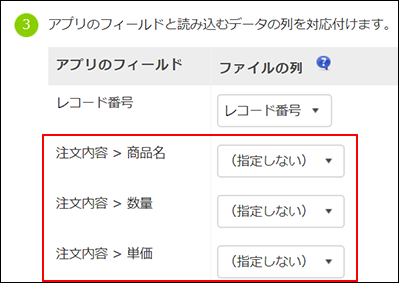 3 アプリのフィールドと読み込むデータの列を対応付けます。
アプリのフィールド ファイルの列 ?
レコード番号 レコード番号
注文内容 > 商品名 （指定しない）
注文内容 > 数量 （指定しない）
注文内容 > 単価 （指定しない）